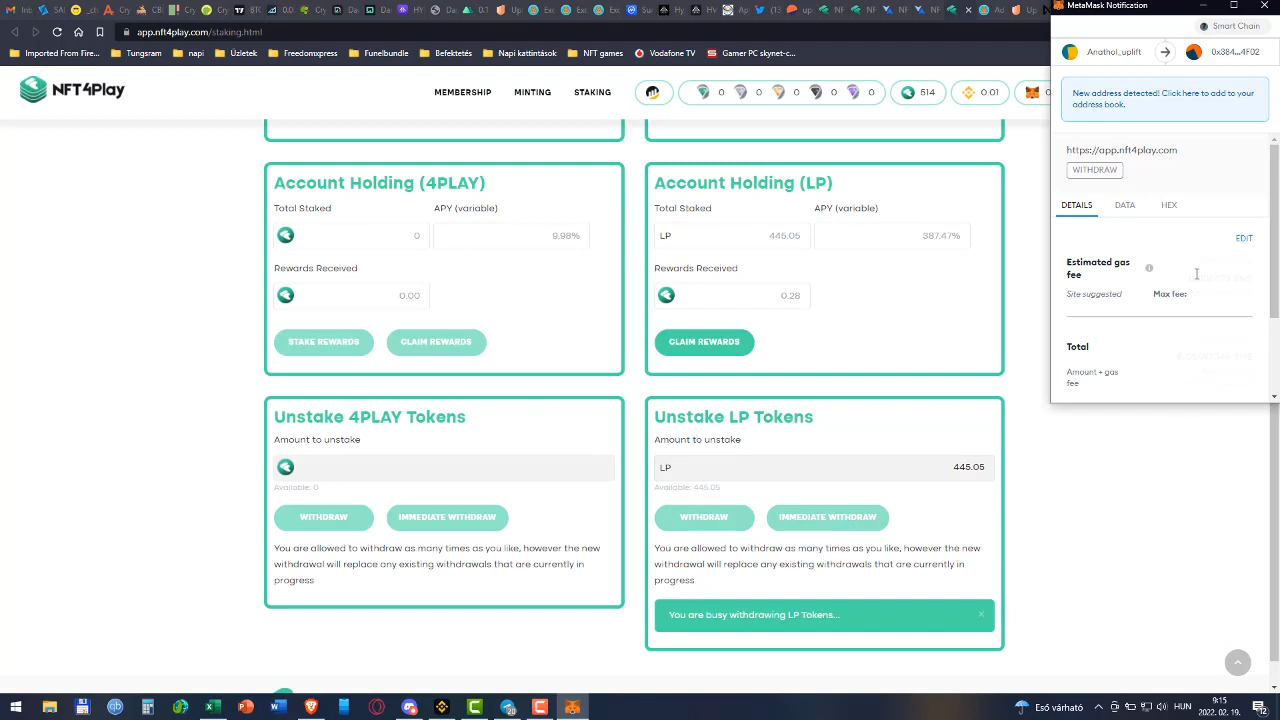 app.nft4play.com/staking.html
Imported From Fire... Tungsram napi Üzletek Freedomxpress Funnelbundle Befektetés Napi kattintások NFT games Vodafone TV Gamer PC skynet-c...
NFT4PLAY MEMBERSHIP MINTING STAKING 0 0 0 0 0 514 0.01
Account Holding (4PLAY)
Total Staked APY (variable)
0 9.98%
Rewards Received
0.00
STAKE REWARDS CLAIM REWARDS
Account Holding (LP)
Total Staked APY (variable)
LP 445.05 387.47%
Rewards Received
0.28
CLAIM REWARDS
Unstake 4PLAY Tokens
Amount to unstake
Available: 0
WITHDRAW IMMEDIATE WITHDRAW
You are allowed to withdraw as many times as you like, however the new
withdrawal will replace any existing withdrawals that are currently in
progress
Unstake LP Tokens
Amount to unstake
LP 445.05
Available: 445.05
WITHDRAW IMMEDIATE WITHDRAW
You are allowed to withdraw as many times as you like, however the new
withdrawal will replace any existing withdrawals that are currently in
progress
You are busy withdrawing LP Tokens... ×
MetaMask Notification
Smart Chain
Anathol_uplift 0x384...4F02
New address detected! Click here to add to your
address book.
https://app.nft4play.com
WITHDRAW
DETAILS DATA HEX
EDIT
Estimated gas
fee
Site suggested Max fee:
Total
Amount + gas
fee
Eső várható HUN 9:15
2022. 02. 19.